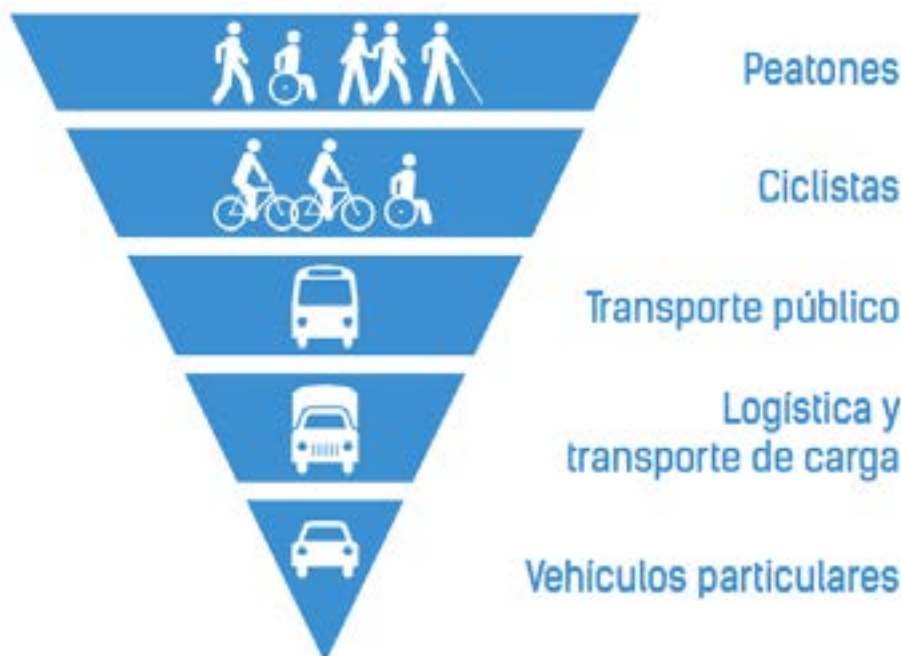 Peatones
Ciclistas
Transporte público
Logística y
transporte de carga
Vehículos particulares